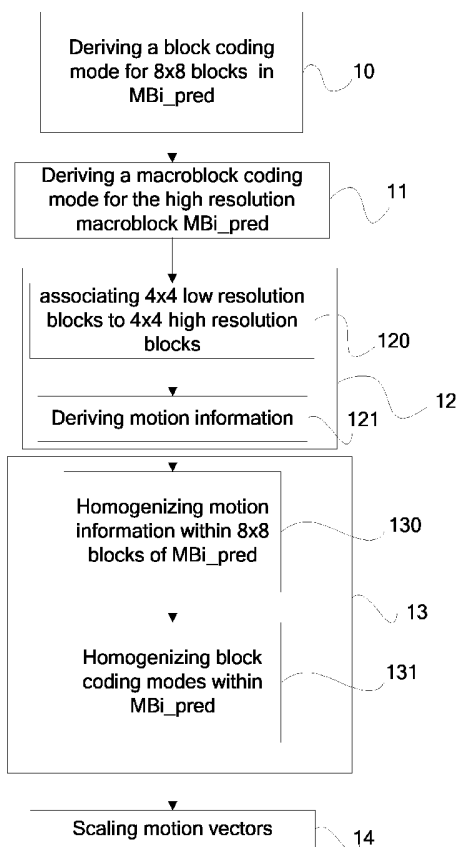 Deriving a block coding
mode for 8x8 blocks in
MBi_pred
10
Deriving a macroblock coding
mode for the high resolution
macroblock MBi_pred
11
associating 4x4 low resolution
blocks to 4x4 high resolution
blocks
120
12
Deriving motion information
121
Homogenizing motion
information within 8x8
blocks of MBi_pred
130
13
Homogenizing block
coding modes within
MBi_pred
131
Scaling motion vectors
14